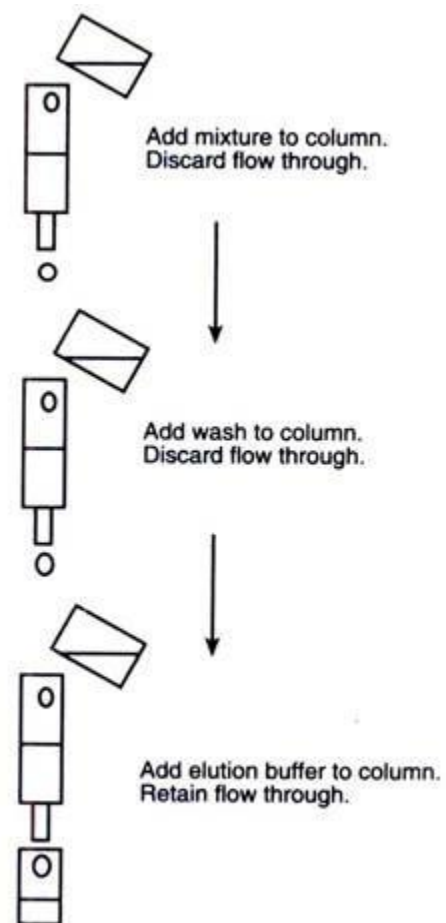 Add mixture to column.
Discard flow through.
Add wash to column.
Discard flow through.
Add elution buffer to column.
Retain flow through.